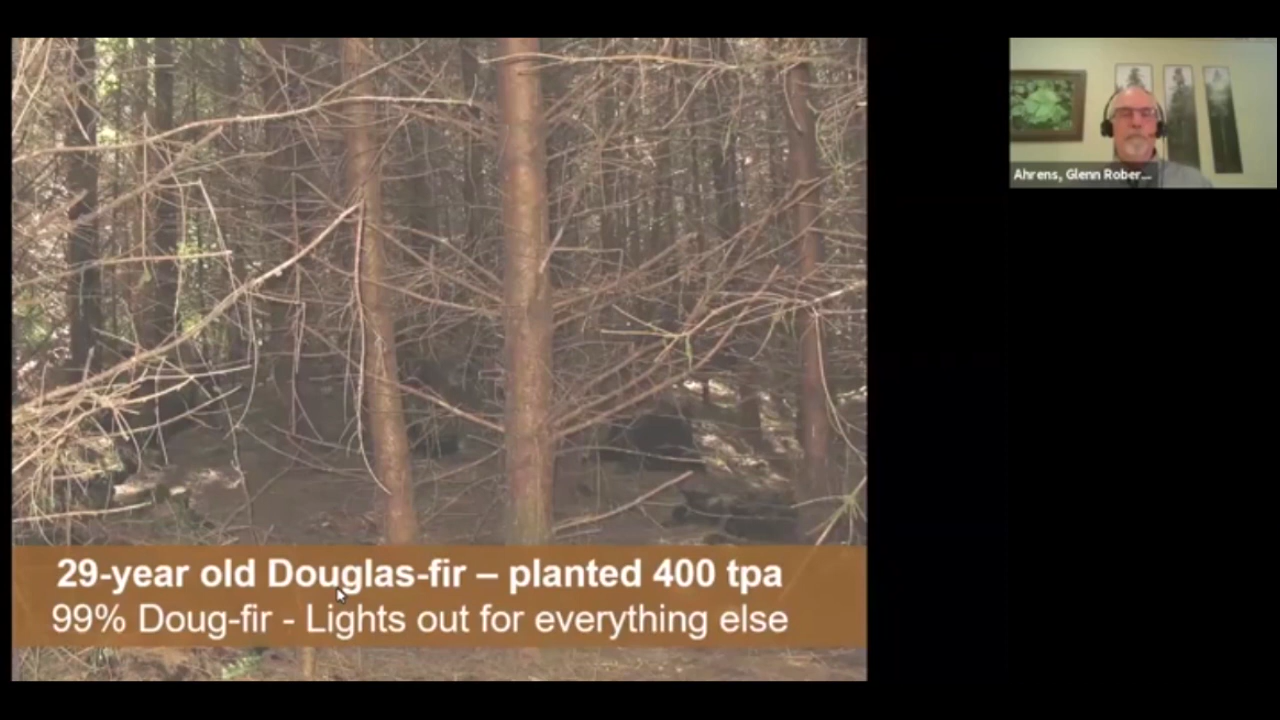 29-year old Douglas-fir – planted 400 tpa
99% Doug-fir - Lights out for everything else
Ahrens, Glenn Rober...